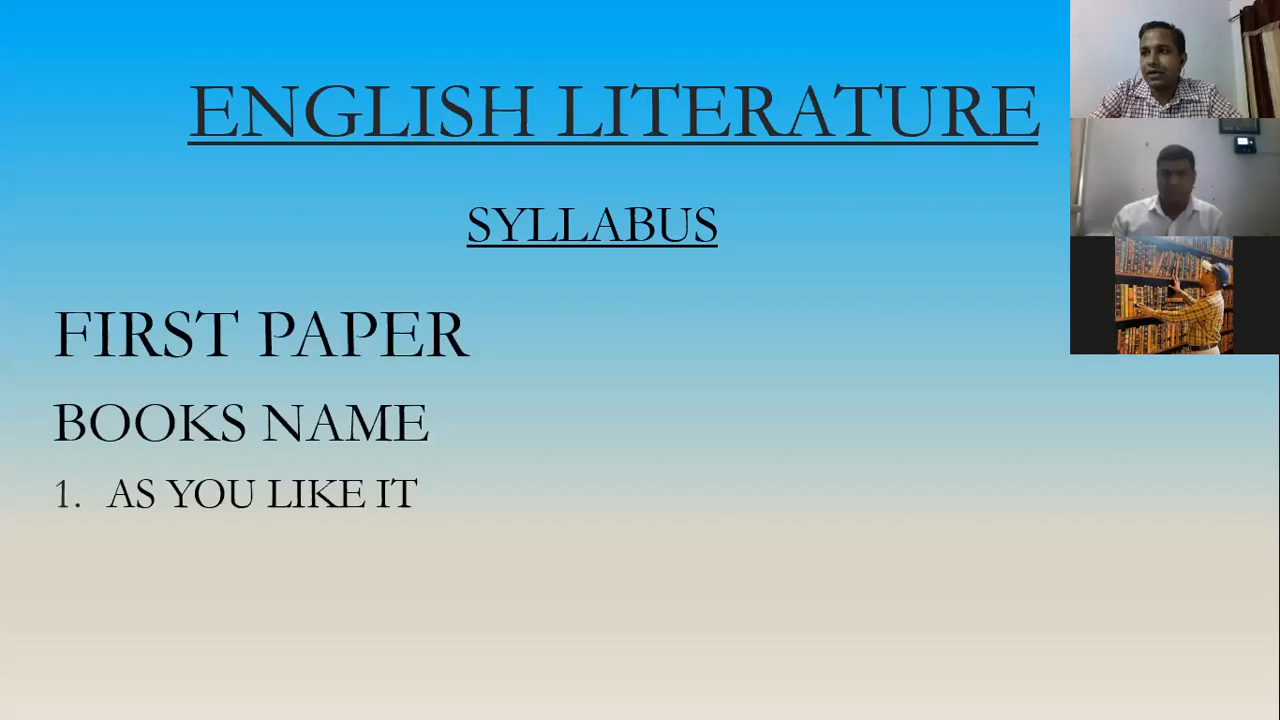 ENGLISH LITERATURE
SYLLABUS
FIRST PAPER
BOOKS NAME
1. AS YOU LIKE IT